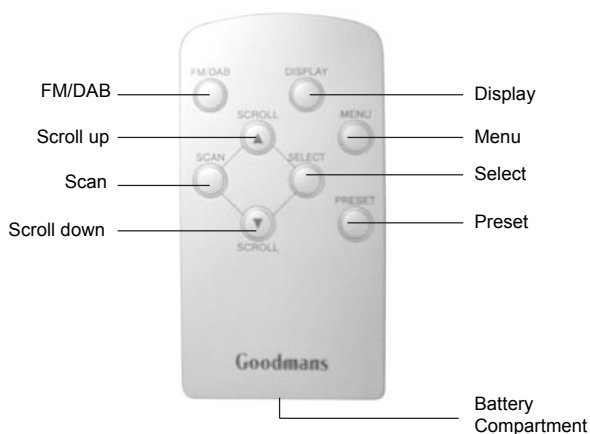 FM/DAB
DISPLAY
FM/DAB
Display
SCROLL
MENU
Scroll up
Menu
SCAN
SELECT
Scan
Select
PRESET
Scroll down
Preset
SCROLL
Goodmans
Battery
Compartment